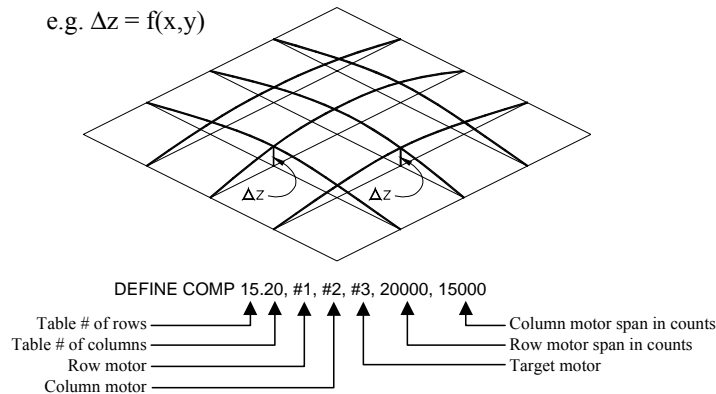 e.g. Δz = f(x,y)
Δz Δz
DEFINE COMP 15.20, #1, #2, #3, 20000, 15000
Table # of rows Column motor span in counts
Table # of columns Row motor span in counts
Row motor Target motor
Column motor